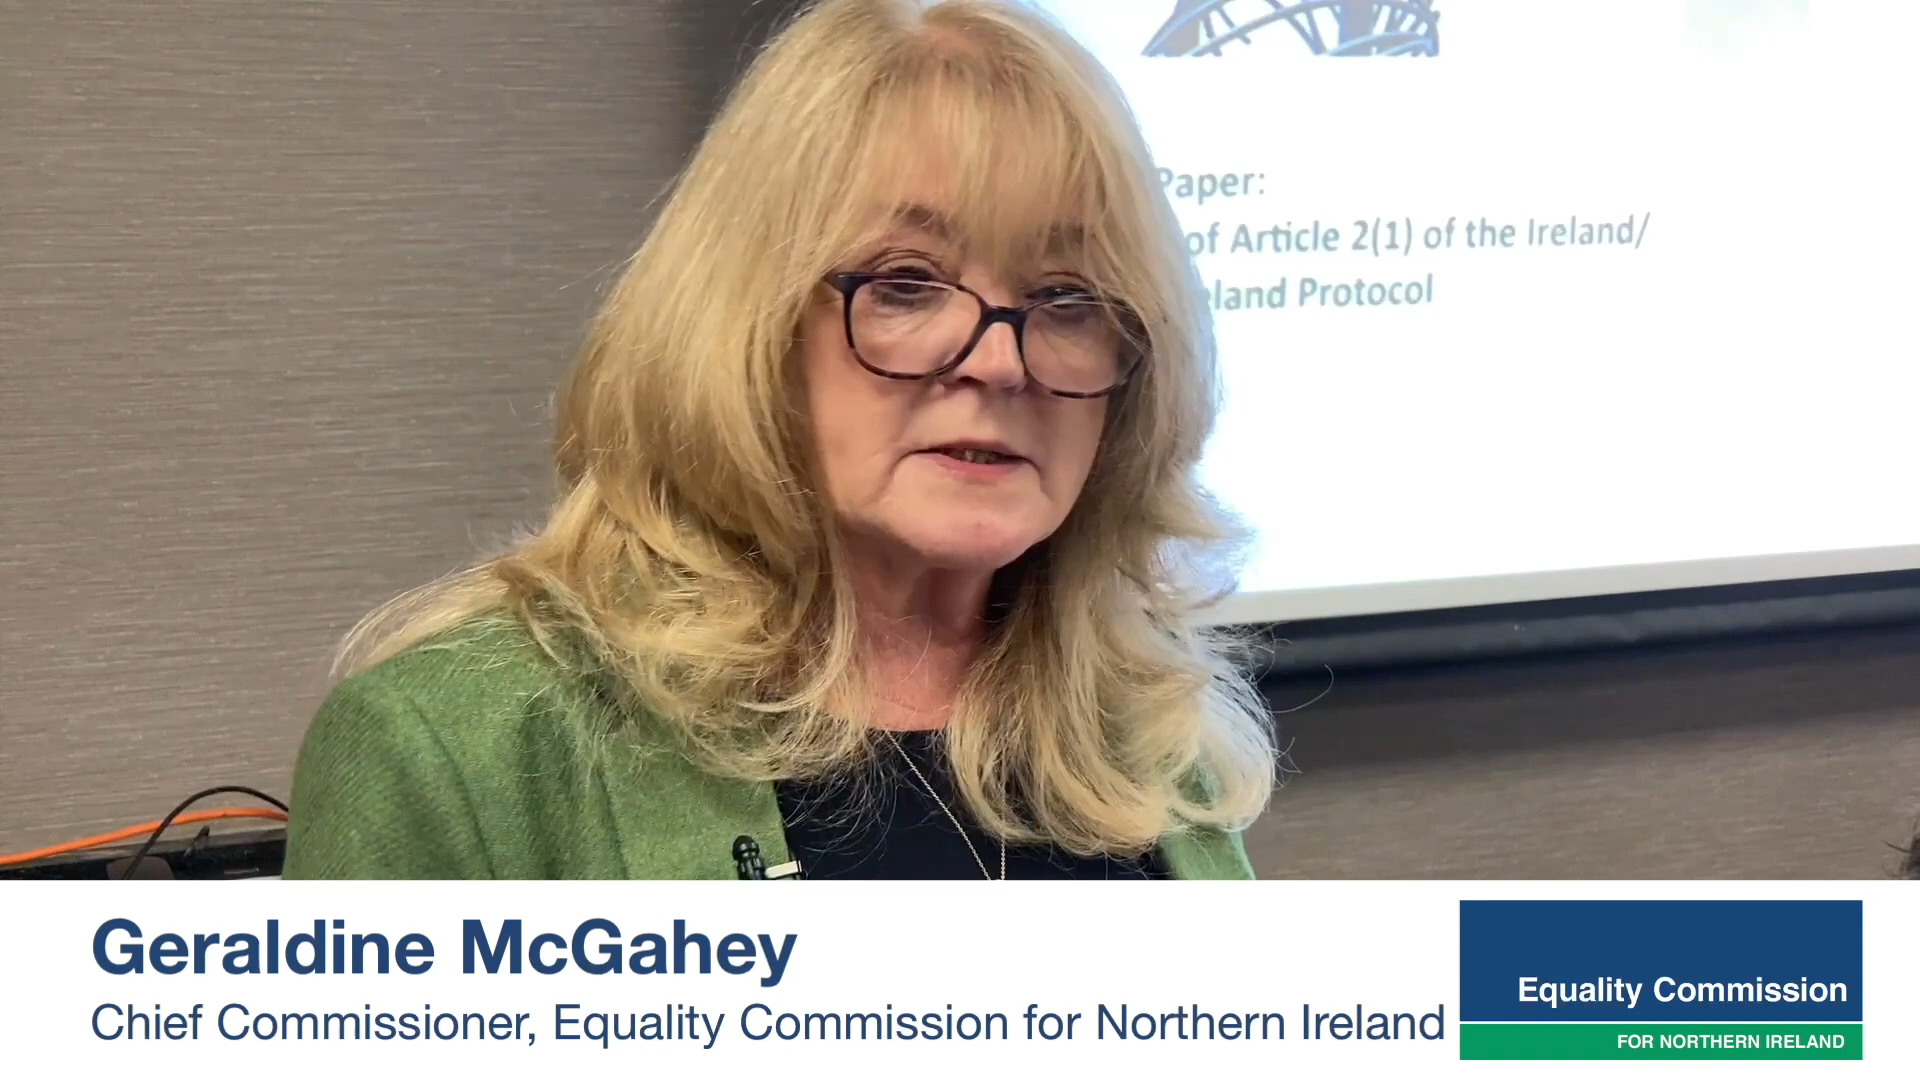 Paper:
of Article 2(1) of the Ireland/
land Protocol
Geraldine McGahey
Chief Commissioner, Equality Commission for Northern Ireland
Equality Commission
FOR NORTHERN IRELAND